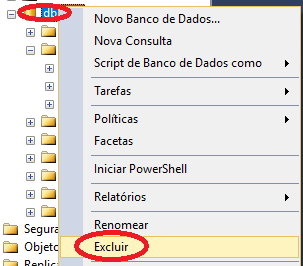 db
Novo Banco de Dados...
Nova Consulta
Script de Banco de Dados como
Tarefas
Políticas
Facetas
Iniciar PowerShell
Relatórios
Renomear
Excluir
Segura
Objeto
Replica